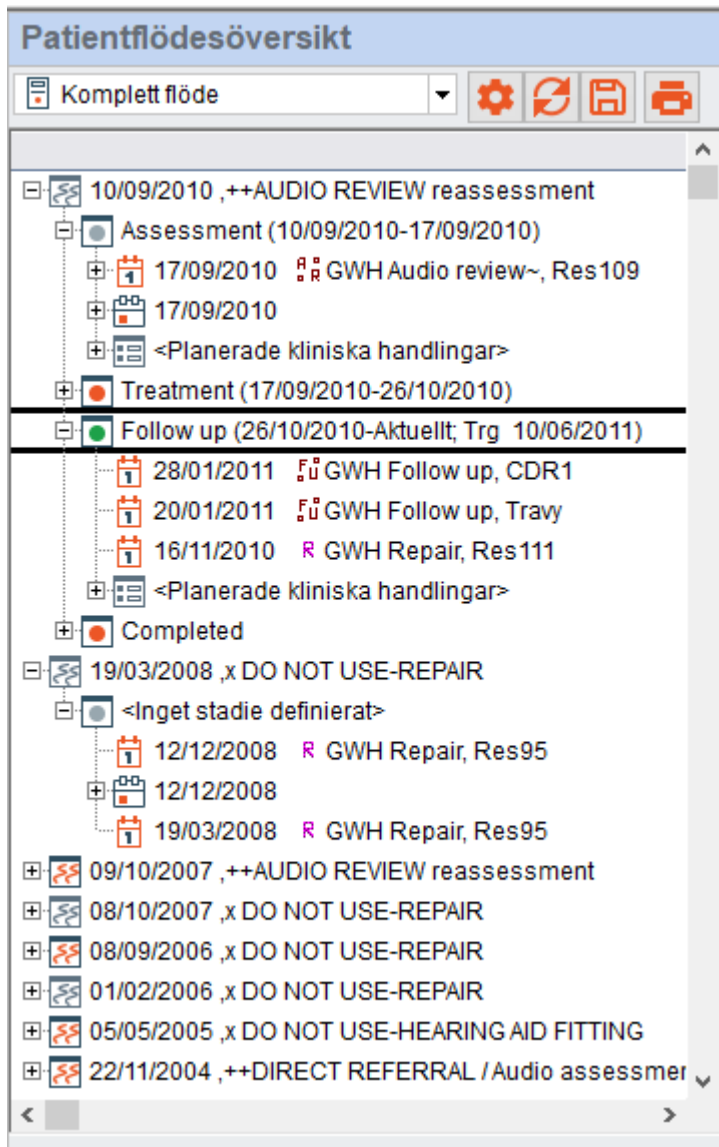 Patientflödesöversikt
Komplett flöde
10/09/2010 ,++AUDIO REVIEW reassessment
Assessment (10/09/2010-17/09/2010)
17/09/2010 AR GWH Audio review~, Res109
17/09/2010
<Planerade kliniska handlingar>
Treatment (17/09/2010-26/10/2010)
Follow up (26/10/2010-Aktuellt; Trg 10/06/2011)
28/01/2011 FU GWH Follow up, CDR1
20/01/2011 FU GWH Follow up, Travy
16/11/2010 R GWH Repair, Res111
<Planerade kliniska handlingar>
Completed
19/03/2008 ,x DO NOT USE-REPAIR
<Inget stadie definierat>
12/12/2008 R GWH Repair, Res95
12/12/2008
19/03/2008 R GWH Repair, Res95
09/10/2007 ,++AUDIO REVIEW reassessment
08/10/2007 ,x DO NOT USE-REPAIR
08/09/2006 ,x DO NOT USE-REPAIR
01/02/2006 ,x DO NOT USE-REPAIR
05/05/2005 ,x DO NOT USE-HEARING AID FITTING
22/11/2004 ,++DIRECT REFERRAL / Audio assessmer